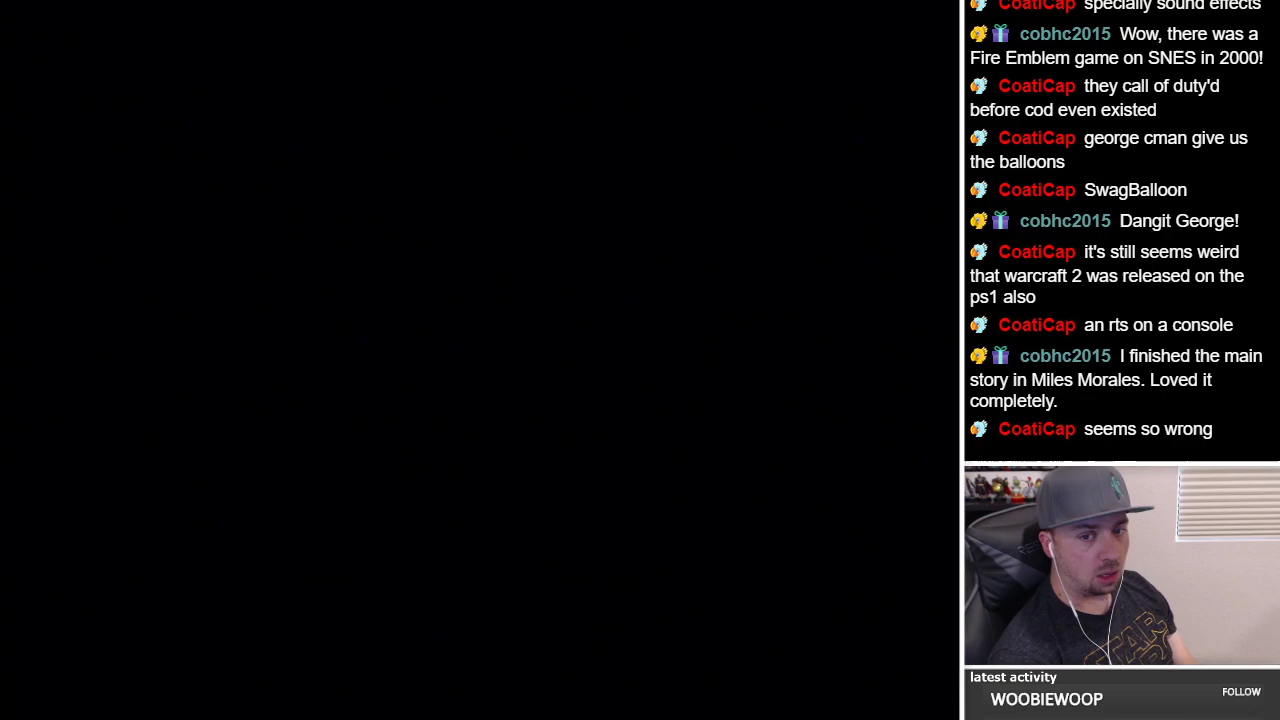 CoatiCap specially sound effects
cobhc2015 Wow, there was a
Fire Emblem game on SNES in 2000!
CoatiCap they call of duty'd
before cod even existed
CoatiCap george cman give us
the balloons
CoatiCap SwagBalloon
cobhc2015 Dangit George!
CoatiCap it's still seems weird
that warcraft 2 was released on the
ps1 also
CoatiCap an rts on a console
cobhc2015 I finished the main
story in Miles Morales. Loved it
completely.
CoatiCap seems so wrong
STAR
latest activity
WOOBIEWOOP
FOLLOW